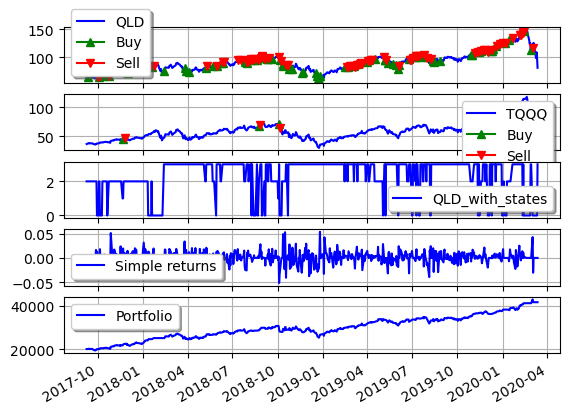 QLD
Buy
Sell
150
100
TQQQ
Buy
Sell
100
50
QLD_with_states
2
0
Simple returns
0.05
0.00
−0.05
Portfolio
40000
20000
2017-10
2018-01
2018-04
2018-07
2018-10
2019-01
2019-04
2019-07
2019-10
2020-01
2020-04